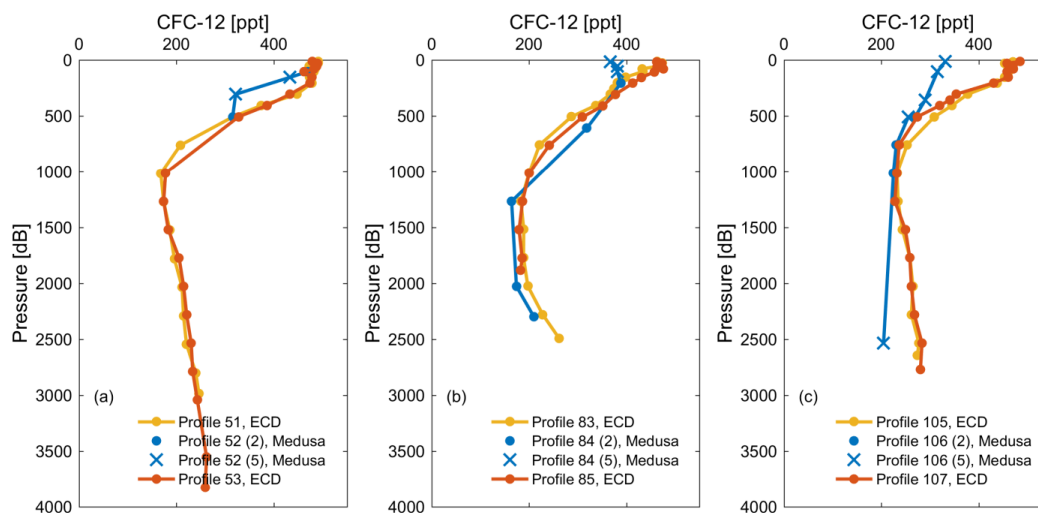 CFC-12 [ppt]
0 200 400
Pressure [dB]
0
500
1000
1500
2000
2500
3000
3500
4000
(a)
Profile 51, ECD
Profile 52 (2), Medusa
Profile 52 (5), Medusa
Profile 53, ECD
CFC-12 [ppt]
0 200 400
Pressure [dB]
0
500
1000
1500
2000
2500
3000
3500
4000
(b)
Profile 83, ECD
Profile 84 (2), Medusa
Profile 84 (5), Medusa
Profile 85, ECD
CFC-12 [ppt]
0 200 400
Pressure [dB]
0
500
1000
1500
2000
2500
3000
3500
4000
(c)
Profile 105, ECD
Profile 106 (2), Medusa
Profile 106 (5), Medusa
Profile 107, ECD